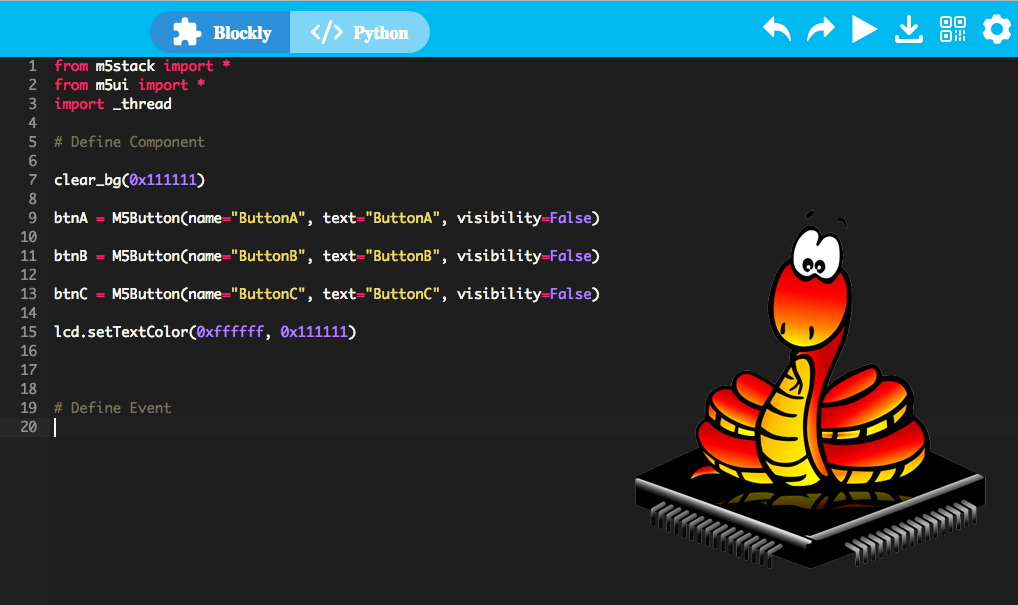 Blockly
</> Python
1 from m5stack import *
2 from m5ui import *
3 import _thread
4
5 # Define Component
6
7 clear_bg(0x111111)
8
9 btnA = M5Button(name="ButtonA", text="ButtonA", visibility=False)
10
11 btnB = M5Button(name="ButtonB", text="ButtonB", visibility=False)
12
13 btnC = M5Button(name="ButtonC", text="ButtonC", visibility=False)
14
15 lcd.setTextColor(0xffffff, 0x111111)
16
17
18
19 # Define Event
20